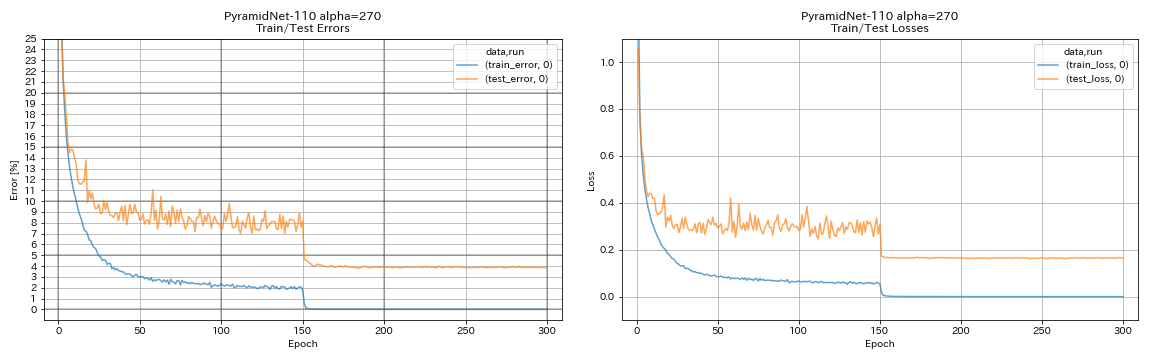 PyramidNet-110 alpha=270
Train/Test Errors
25
24
23
22
21
20
19
18
17
16
15
14
13
12
11
10
9
8
7
6
5
4
3
2
1
0
Error [%]
data,run
(train_error, 0)
(test_error, 0)
0 50 100 150 200 250 300
Epoch
PyramidNet-110 alpha=270
Train/Test Losses
1.0
0.8
0.6
0.4
0.2
0.0
Loss
data,run
(train_loss, 0)
(test_loss, 0)
0 50 100 150 200 250 300
Epoch